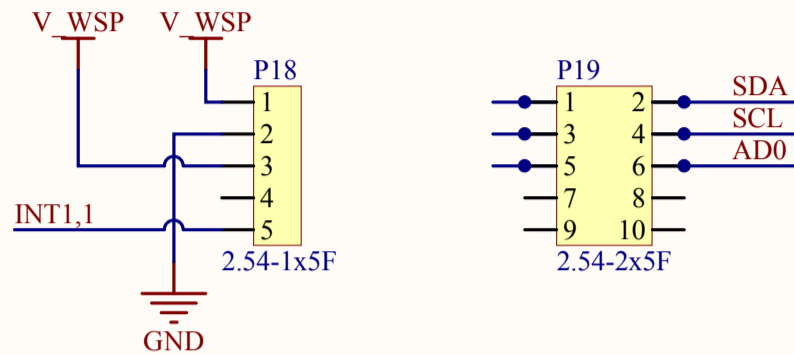 V_WSP V_WSP
P18
P19
1
2
3
4
5
1 2
3 4
5 6
7 8
9 10
SDA
SCL
AD0
INT1,1
2.54-1x5F
2.54-2x5F
GND